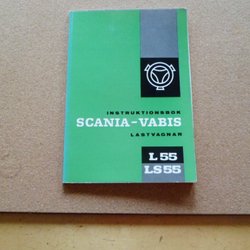 INSTRUKTIONSBOK
SCANIA-VABIS
LASTVAGNAR
L 55
LS 55